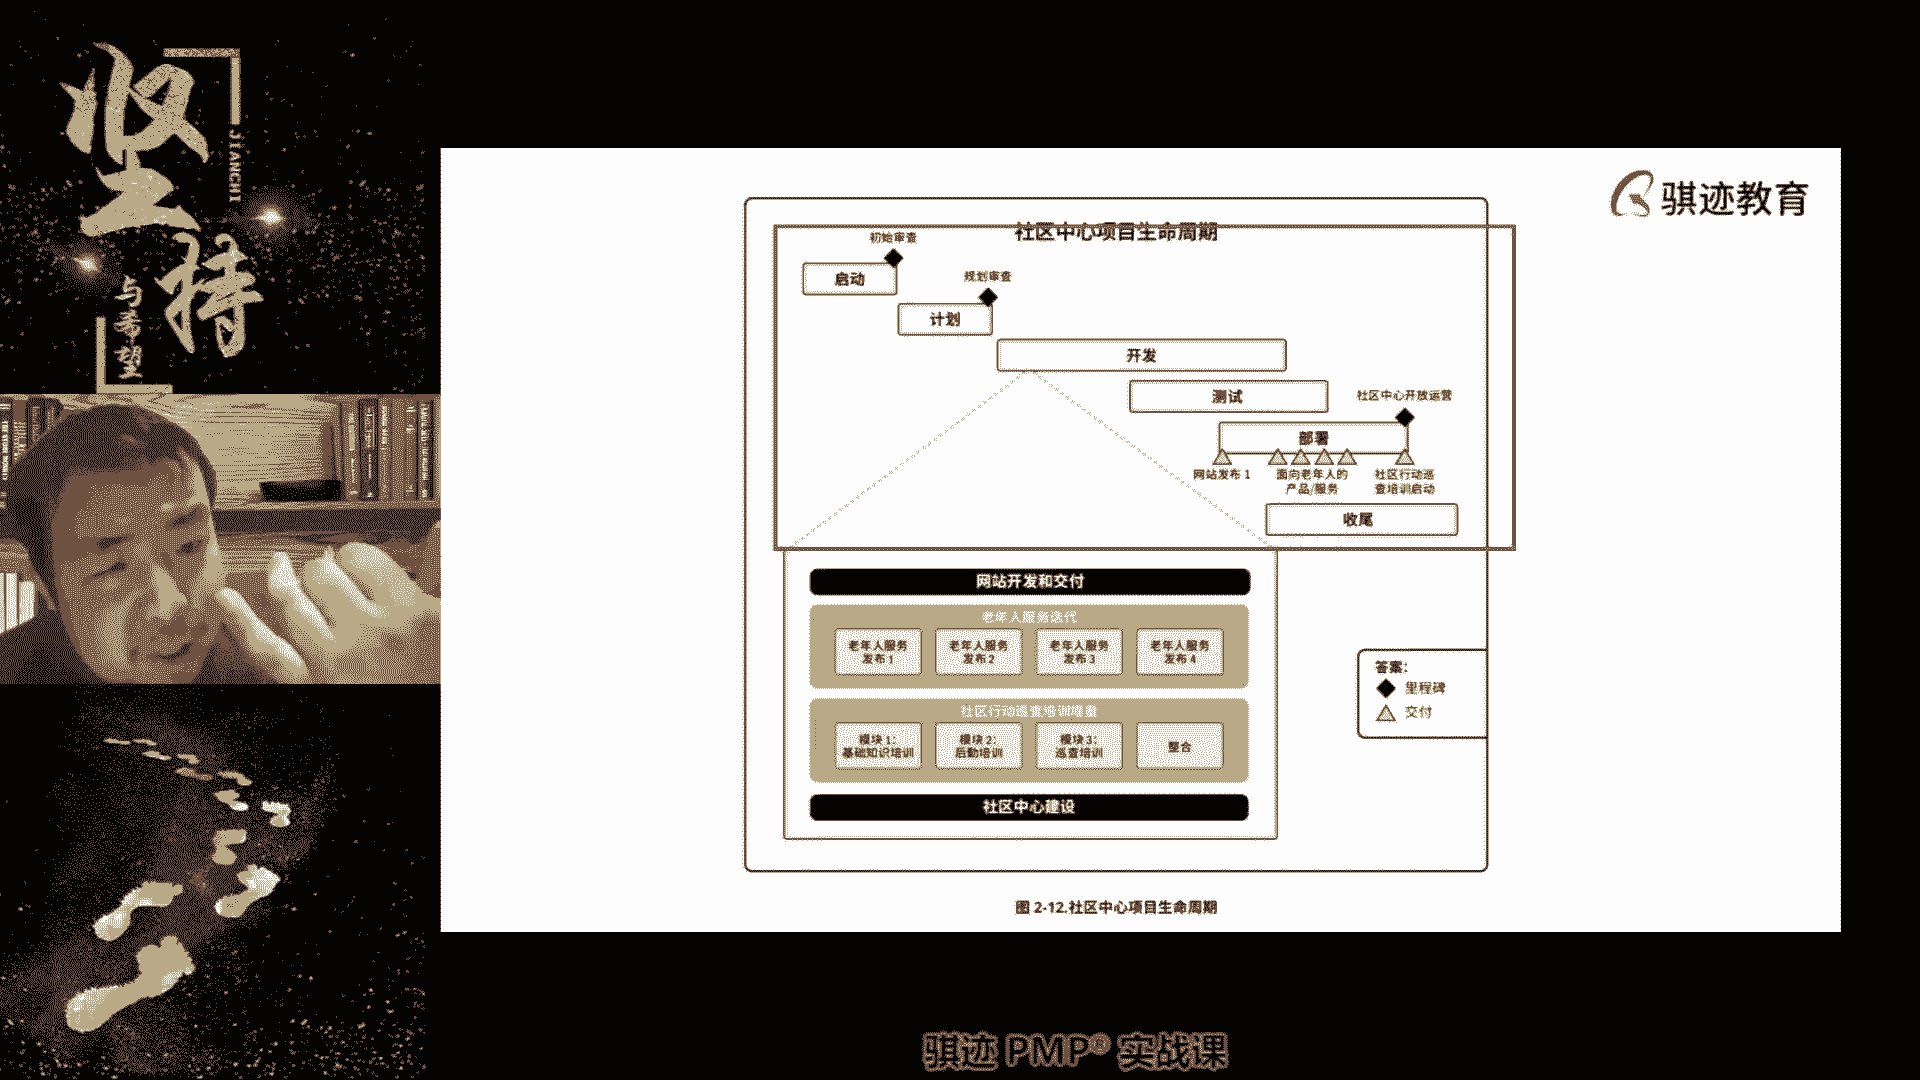 坚持
JIANCHI
与希望
骐迹教育
社区中心项目生命周期
初始审查
启动
规划审查
计划
开发
测试
社区中心开放运营
部署
网站发布 1
面向老年人的
产品/服务
社区行动巡
查培训启动
收尾
网站开发和交付
老年人服务迭代
老年人服务
发布 1
老年人服务
发布 2
老年人服务
发布 3
老年人服务
发布 4
社区行动巡查培训增量
模块 1:
基础知识培训
模块 2:
后勤培训
模块 3:
巡查培训
整合
社区中心建设
答案:
里程碑
交付
图 2-12.社区中心项目生命周期
骐迹 PMP® 实战课